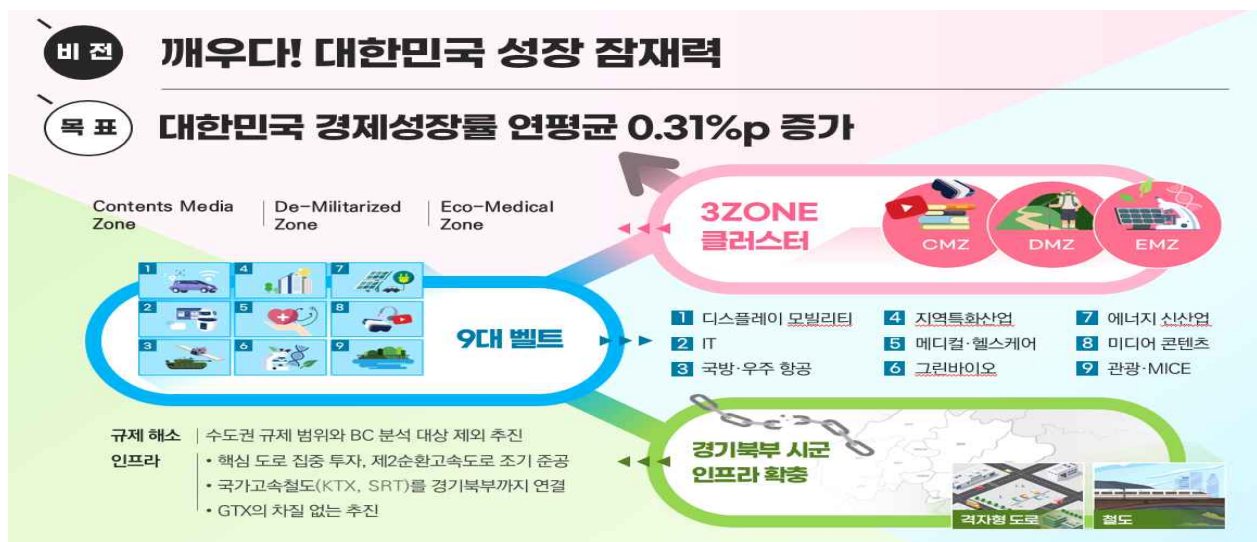 비 전
깨우다! 대한민국 성장 잠재력
목 표
대한민국 경제성장률 연평균 0.31%p 증가
Contents Media
Zone
De-Militarized
Zone
Eco-Medical
Zone
3ZONE
클러스터
CMZ
DMZ
EMZ
1
4
7
2
5
8
3
6
9
9대 벨트
1 디스플레이 모빌리티
4 지역특화산업
7 에너지 신산업
2 IT
5 메디컬·헬스케어
8 미디어 콘텐츠
3 국방·우주 항공
6 그린바이오
9 관광·MICE
규제 해소
수도권 규제 범위와 BC 분석 대상 제외 추진
인프라
• 핵심 도로 집중 투자, 제2순환고속도로 조기 준공
• 국가고속철도(KTX, SRT)를 경기북부까지 연결
• GTX의 차질 없는 추진
경기북부 시군
인프라 확충
격자형 도로
철도